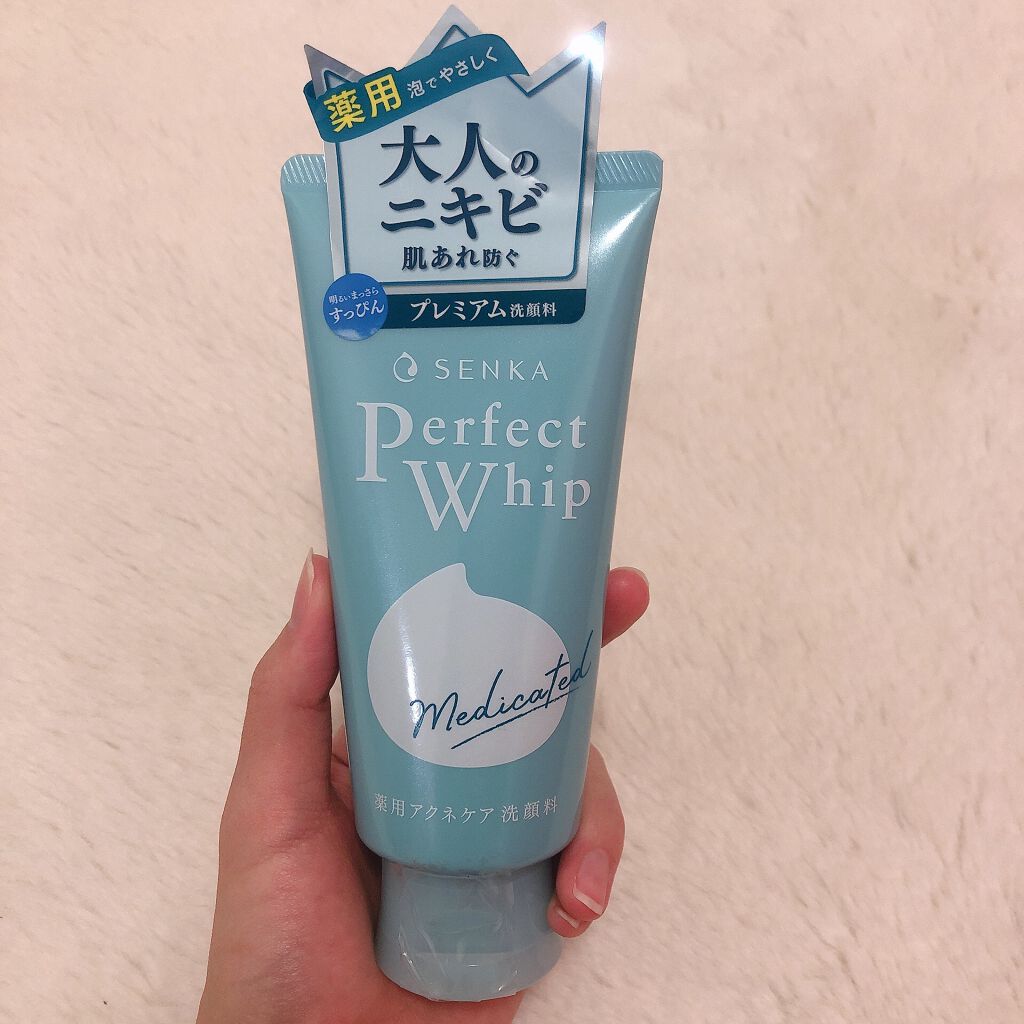 薬用 泡でやさしく
大人の
ニキビ
肌あれ防ぐ
明るいまっさら
すっぴん
プレミアム洗顔料
SENKA
Perfect
Whip
Medicated
薬用アクネケア 洗顔料